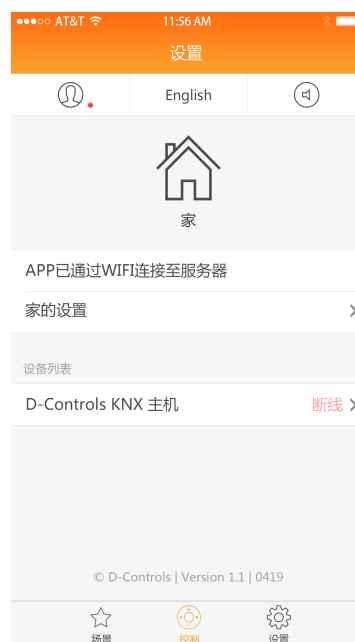 AT&T 11:56 AM
设置
English
家
APP已通过WIFI连接至服务器
家的设置
设备列表
D-Controls KNX 主机 断线
© D-Controls | Version 1.1 | 0419
场景 控制 设置